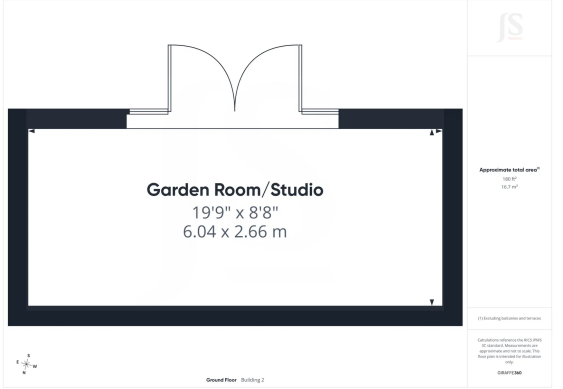 JS
Approximate total area(1)
180 ft²
16.7 m²
Garden Room/Studio
19'9" x 8'8"
6.04 x 2.66 m
(1) Excluding balconies and terraces
Calculations reference the RICS IPMS
3C standard. Measurements are
approximate and not to scale. This
floor plan is intended for illustration
only.
GIRAFFE360
S
E
W
N
Ground Floor Building 2